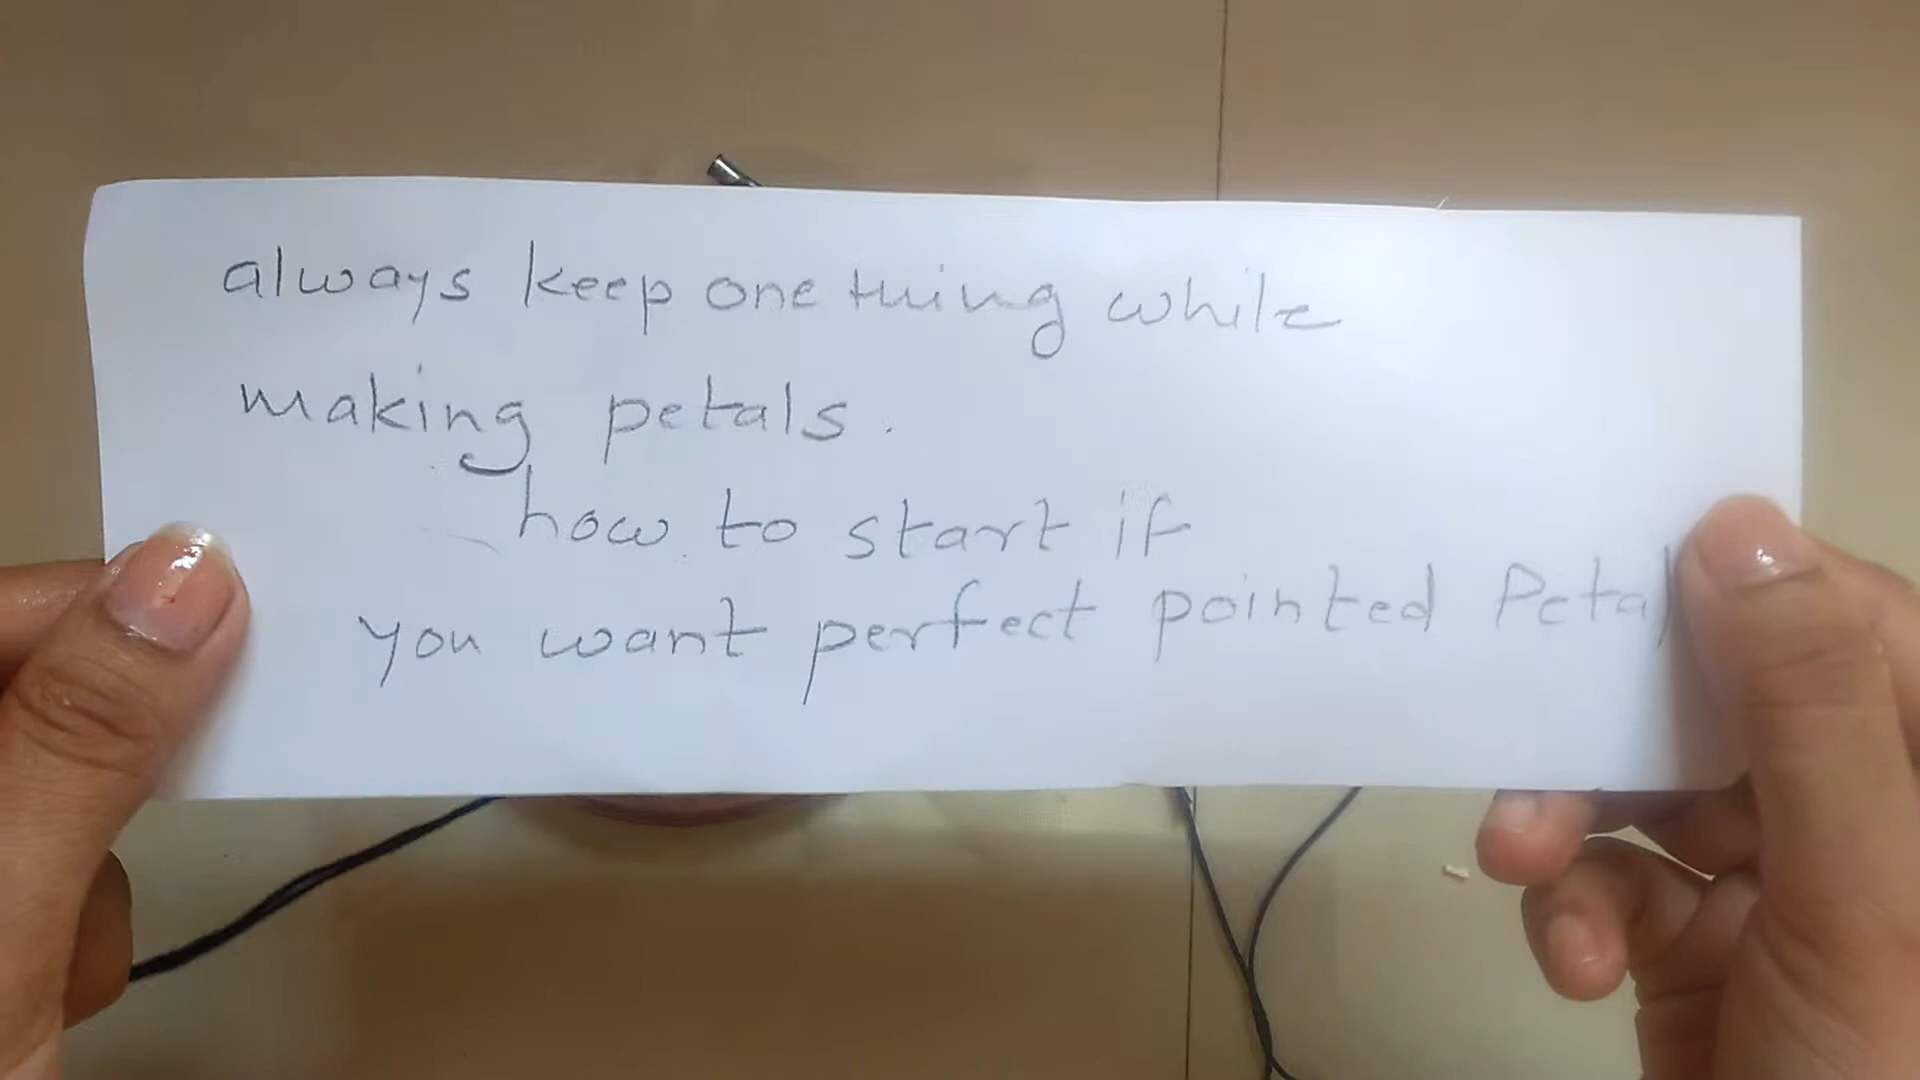 always keep one thing while
making petals.
how to start if
you want perfect pointed Petal